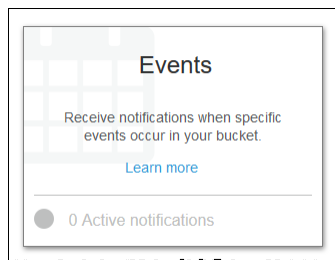 Events
Receive notifications when specific
events occur in your bucket.
Learn more
0 Active notifications